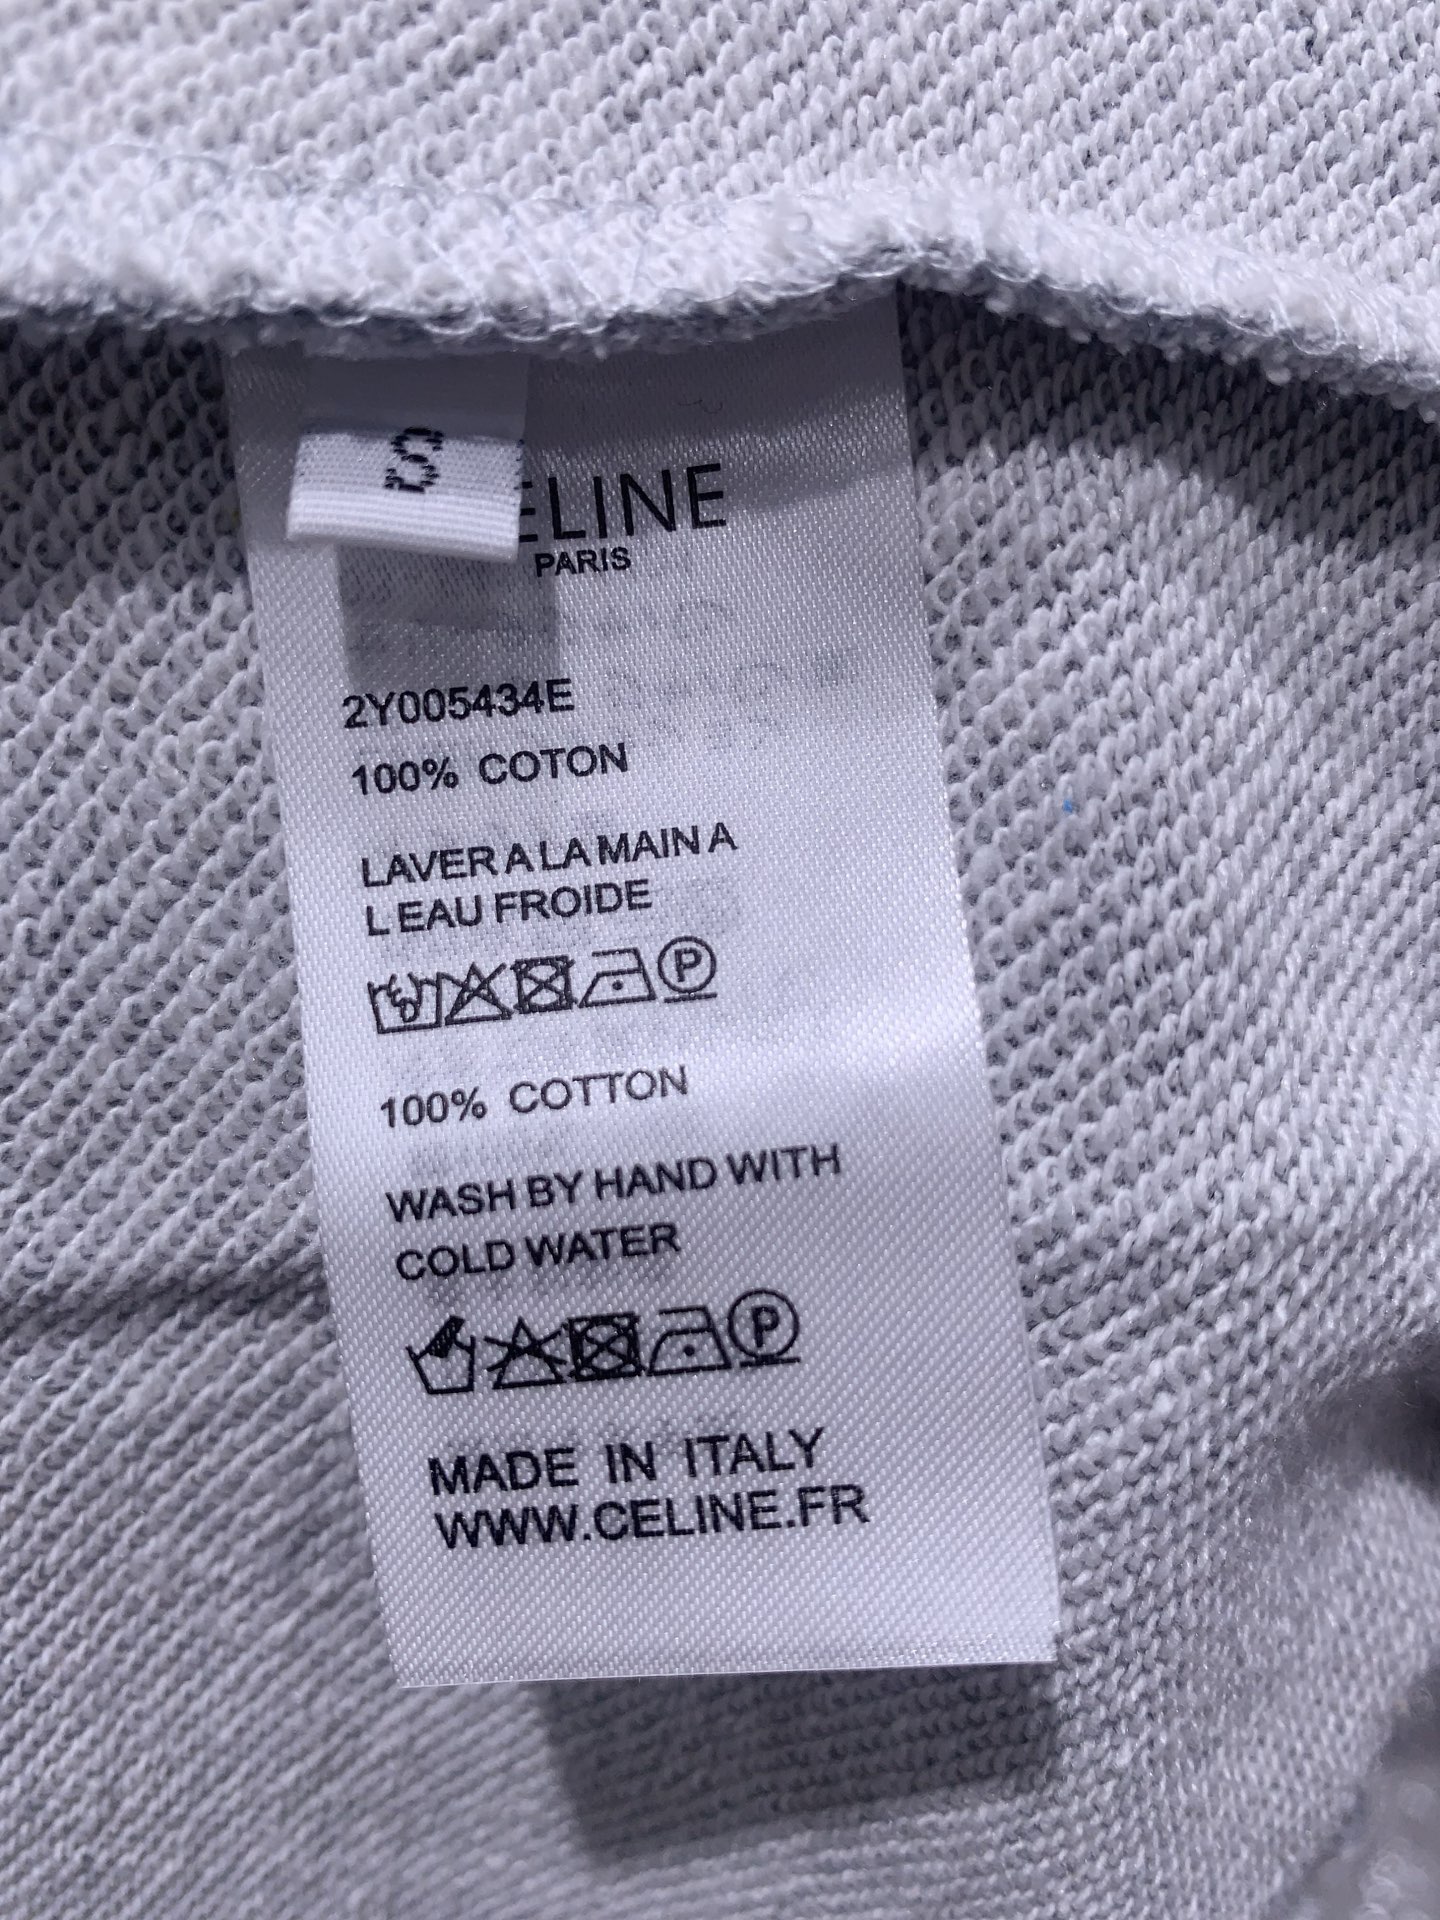 S
ELINE
PARIS
2Y005434E
100% COTON
LAVER A LA MAIN A
L EAU FROIDE
P
100% COTTON
WASH BY HAND WITH
COLD WATER
P
MADE IN ITALY
WWW.CELINE.FR